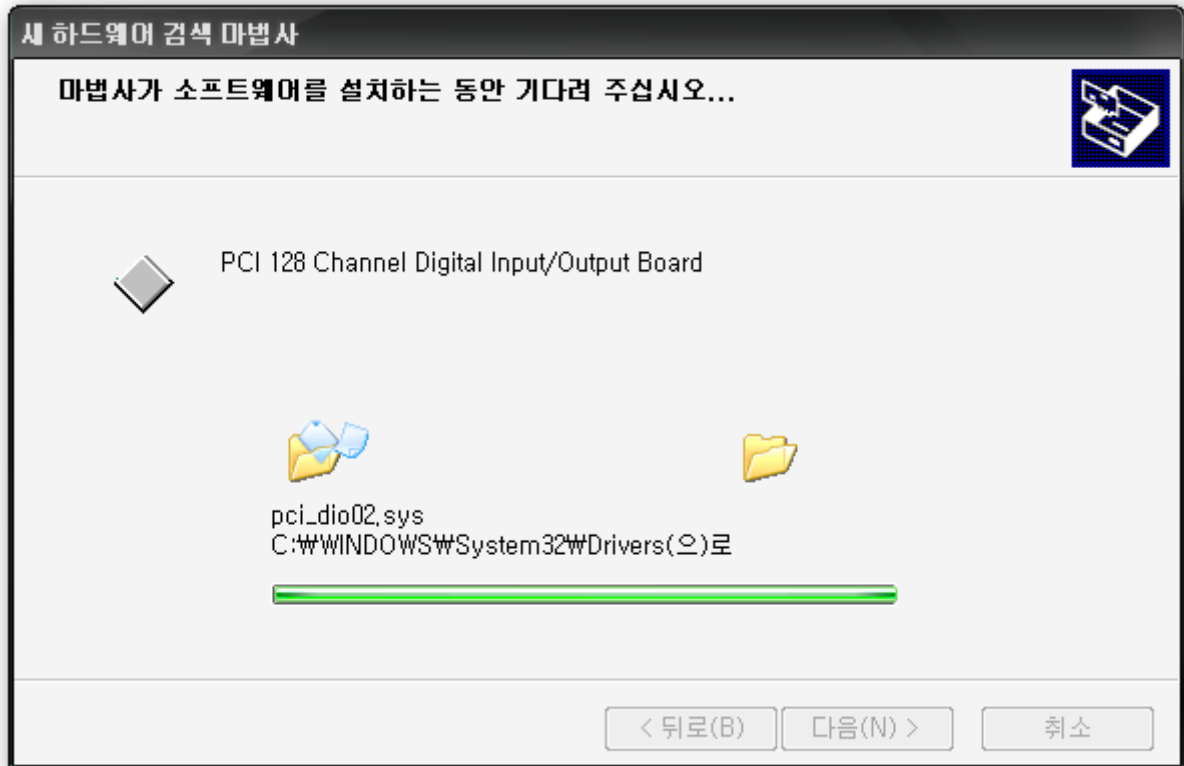 새 하드웨어 검색 마법사
마법사가 소프트웨어를 설치하는 동안 기다려 주십시오...
PCI 128 Channel Digital Input/Output Board
pci_dio02.sys
C:₩WINDOWS₩System32₩Drivers(으)로
< 뒤로(B)
다음(N) >
취소